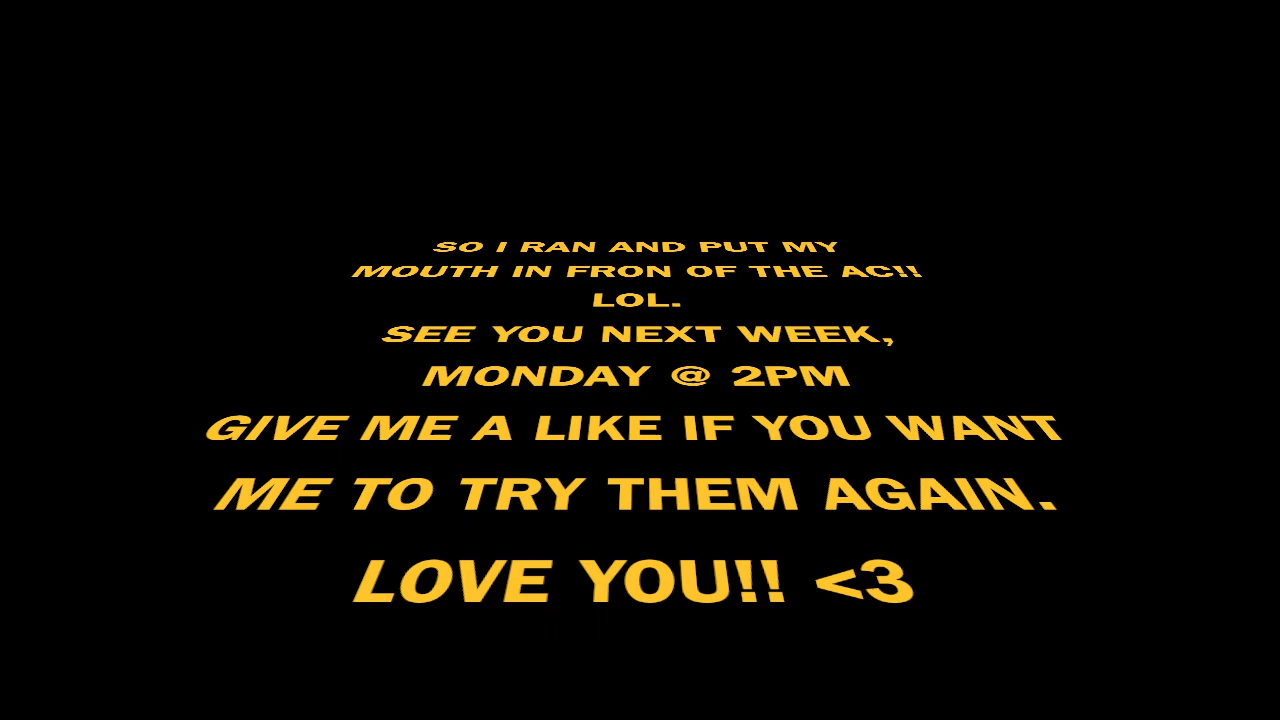 SO I RAN AND PUT MY
MOUTH IN FRON OF THE AC!!
LOL.
SEE YOU NEXT WEEK,
MONDAY @ 2PM
GIVE ME A LIKE IF YOU WANT
ME TO TRY THEM AGAIN.
LOVE YOU!! <3